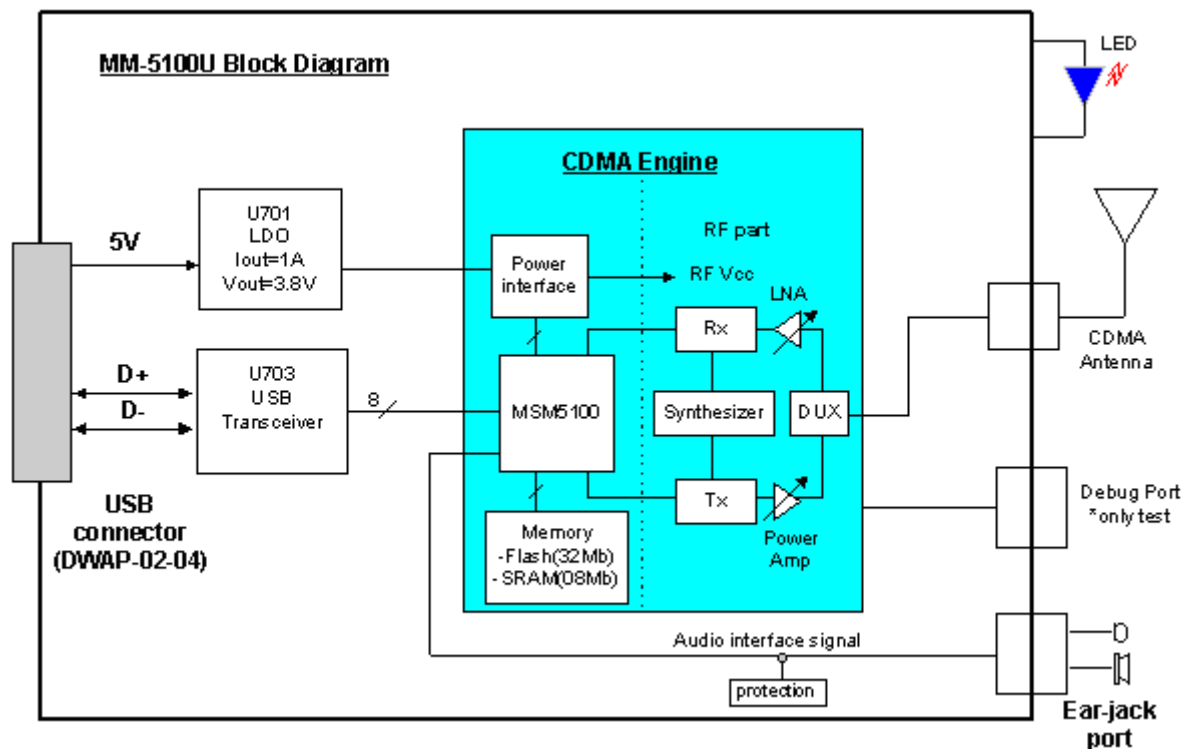 MM-5100U Block Diagram
LED
CDMA Engine
U701
LDO
Iout=1A
Vout=3.8V
5V
Power
interface
RF part
RF Vcc
LNA
Rx
CDMA
Antenna
D+
D-
U703
USB
Transceiver
8
MSM5100
Synthesizer
DUX
Tx
Power
Amp
Debug Port
*only test
USB
connector
(DWAP-02-04)
Memory
-Flash(32Mb)
- SRAM(08Mb)
Audio interface signal
protection
Ear-jack
port